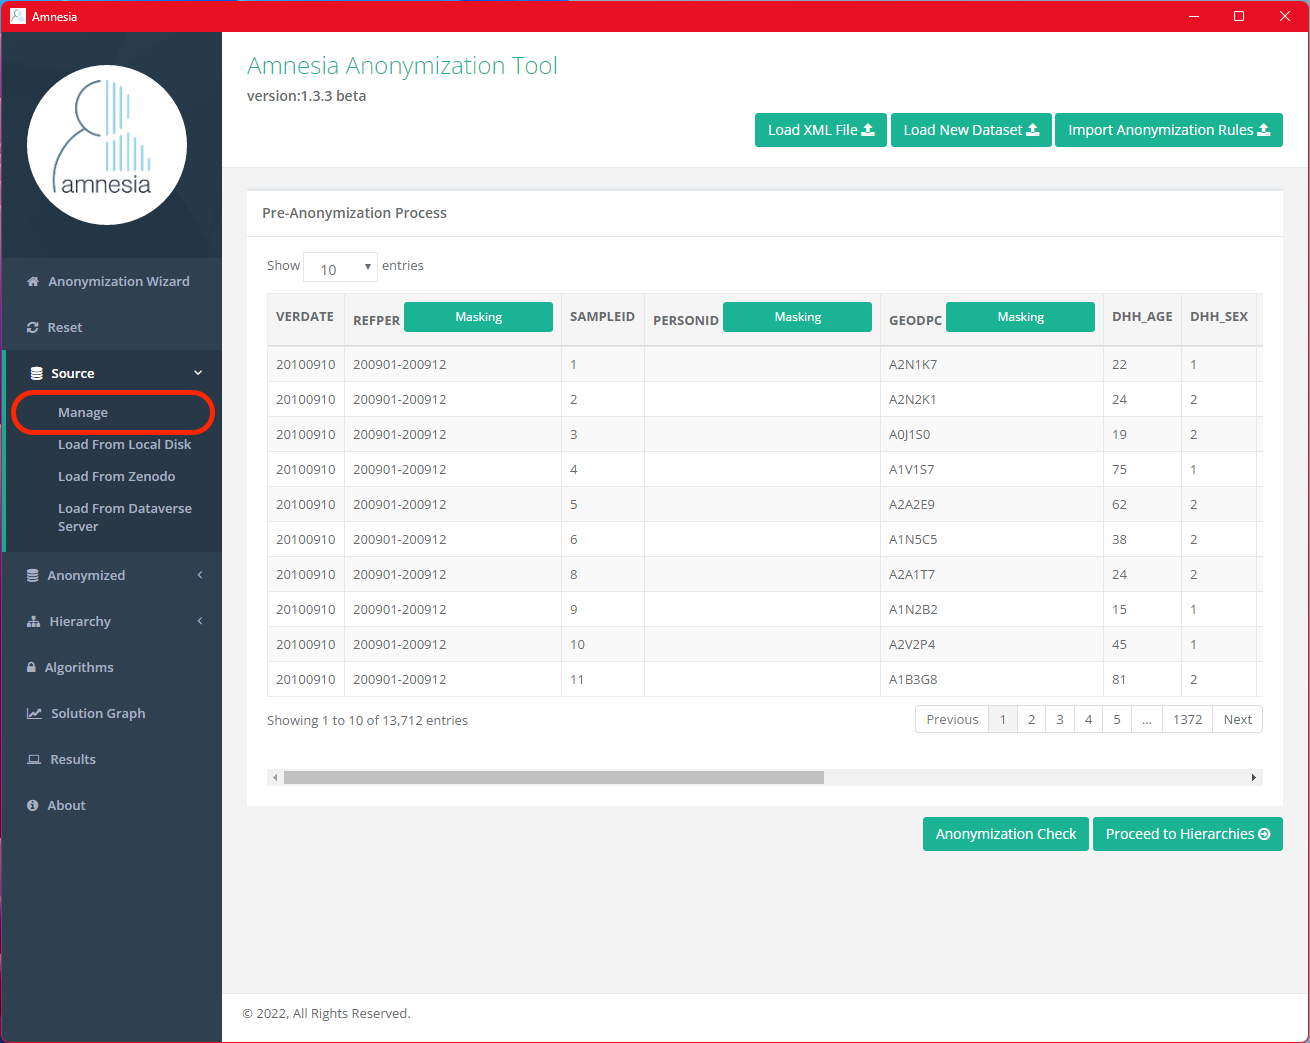 Amnesia
amnesia
Anonymization Wizard
Reset
Source
Manage
Load From Local Disk
Load From Zenodo
Load From Dataverse
Server
Anonymized
Hierarchy
Algorithms
Solution Graph
Results
About
Amnesia Anonymization Tool
version:1.3.3 beta
Load XML File Load New Dataset Import Anonymization Rules
Pre-Anonymization Process
Show 10 entries
VERDATE REFPER Masking SAMPLEID PERSONID Masking GEODPC Masking DHH_AGE DHH_SEX
20100910 200901-200912 1 A2N1K7 22 1
20100910 200901-200912 2 A2N2K1 24 2
20100910 200901-200912 3 A0J1S0 19 2
20100910 200901-200912 4 A1V1S7 75 1
20100910 200901-200912 5 A2A2E9 62 2
20100910 200901-200912 6 A1N5C5 38 2
20100910 200901-200912 8 A2A1T7 24 2
20100910 200901-200912 9 A1N2B2 15 1
20100910 200901-200912 10 A2V2P4 45 1
20100910 200901-200912 11 A1B3G8 81 2
Showing 1 to 10 of 13,712 entries
Previous 1 2 3 4 5 ... 1372 Next
Anonymization Check Proceed to Hierarchies
© 2022, All Rights Reserved.